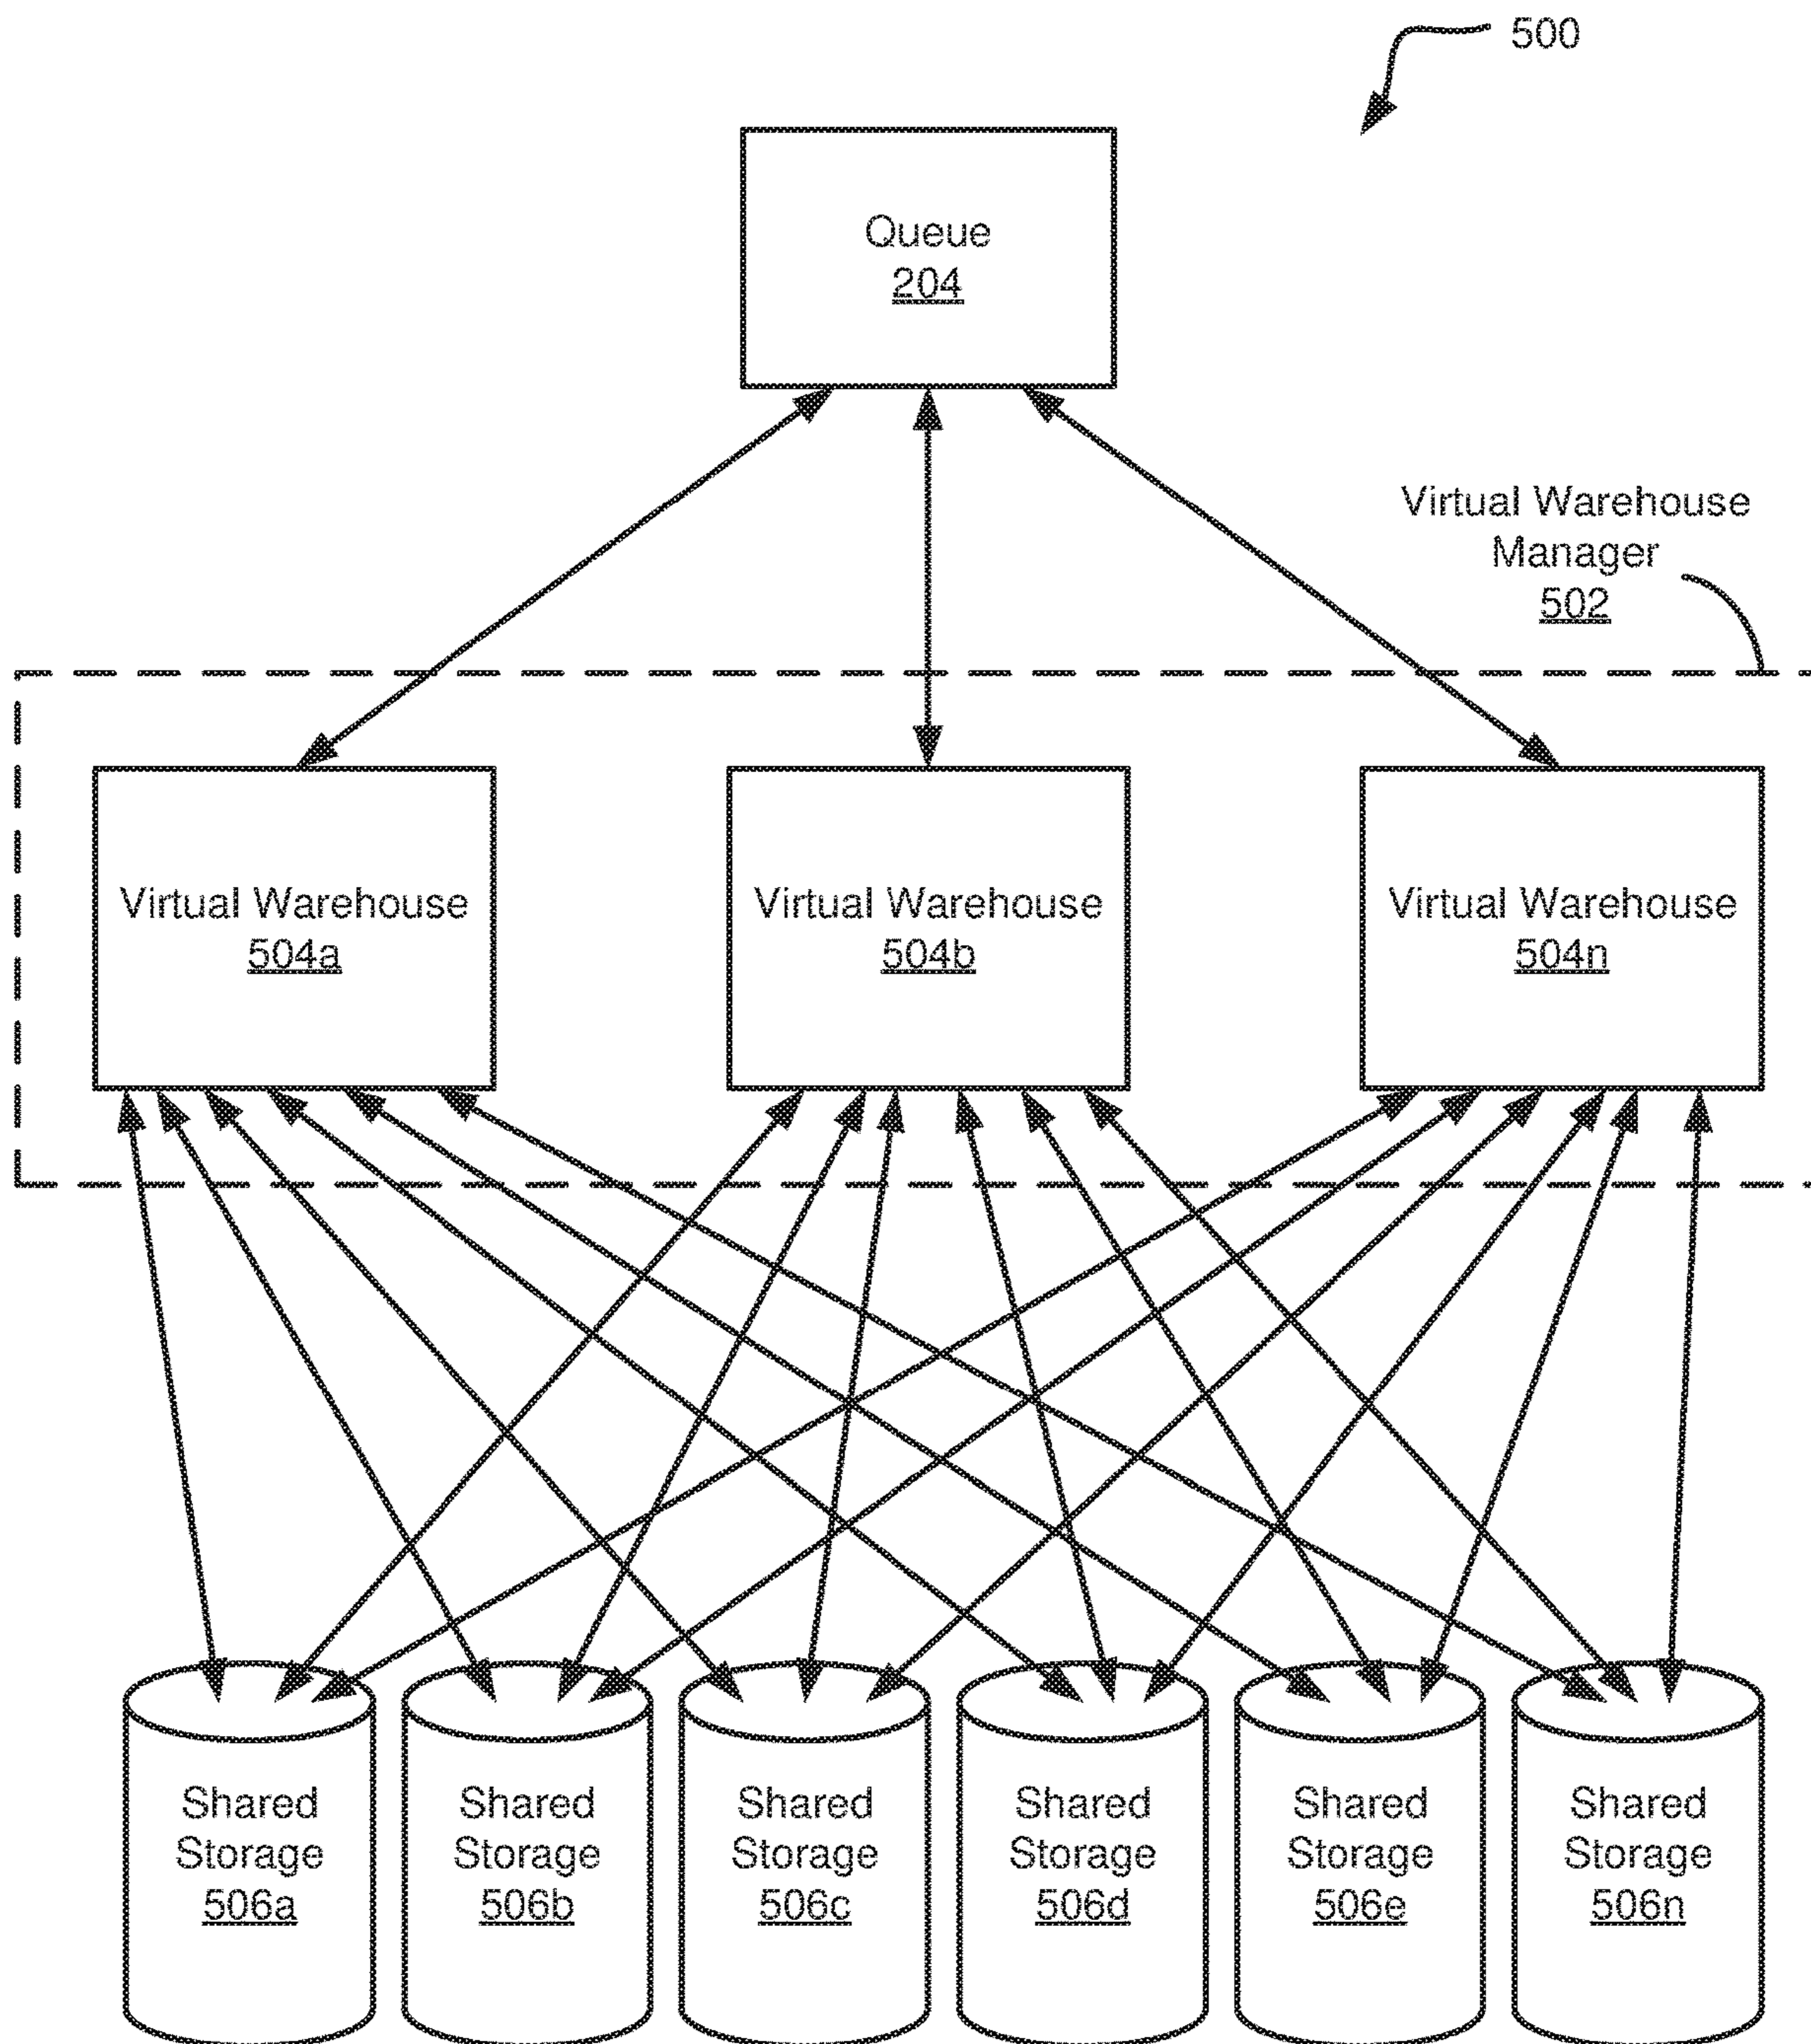 500
Queue
204
Virtual Warehouse
Manager
502
Virtual Warehouse
504a
Virtual Warehouse
504b
Virtual Warehouse
504n
Shared
Storage
506a
Shared
Storage
506b
Shared
Storage
506c
Shared
Storage
506d
Shared
Storage
506e
Shared
Storage
506n